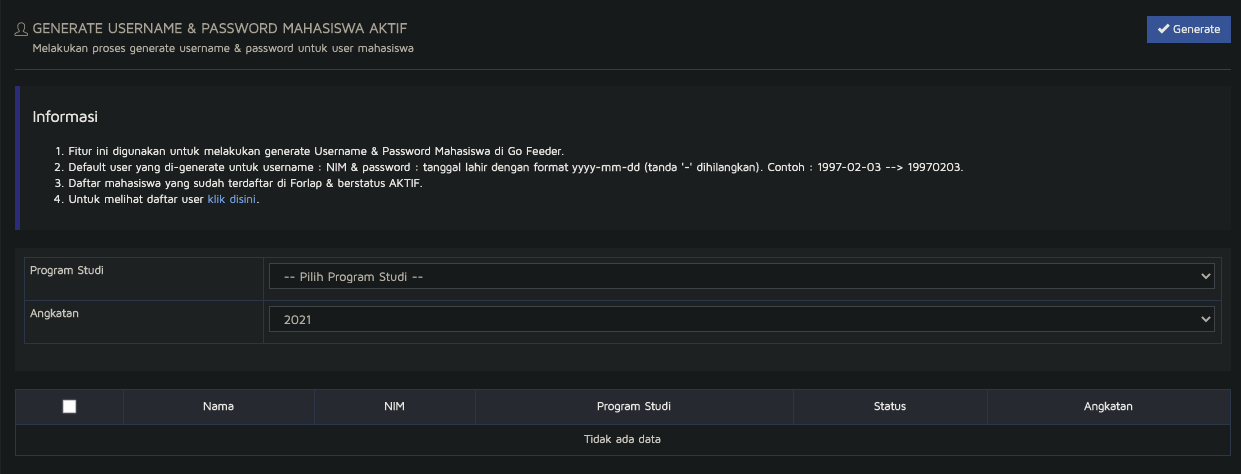 GENERATE USERNAME & PASSWORD MAHASISWA AKTIF
Melakukan proses generate username & password untuk user mahasiswa
Generate
Informasi
1. Fitur ini digunakan untuk melakukan generate Username & Password Mahasiswa di Go Feeder.
2. Default user yang di-generate untuk username : NIM & password : tanggal lahir dengan format yyyy-mm-dd (tanda '-' dihilangkan). Contoh : 1997-02-03 --> 19970203.
3. Daftar mahasiswa yang sudah terdaftar di Forlap & berstatus AKTIF.
4. Untuk melihat daftar user klik disini.
Program Studi
-- Pilih Program Studi --
Angkatan
2021
Nama NIM Program Studi Status Angkatan
Tidak ada data